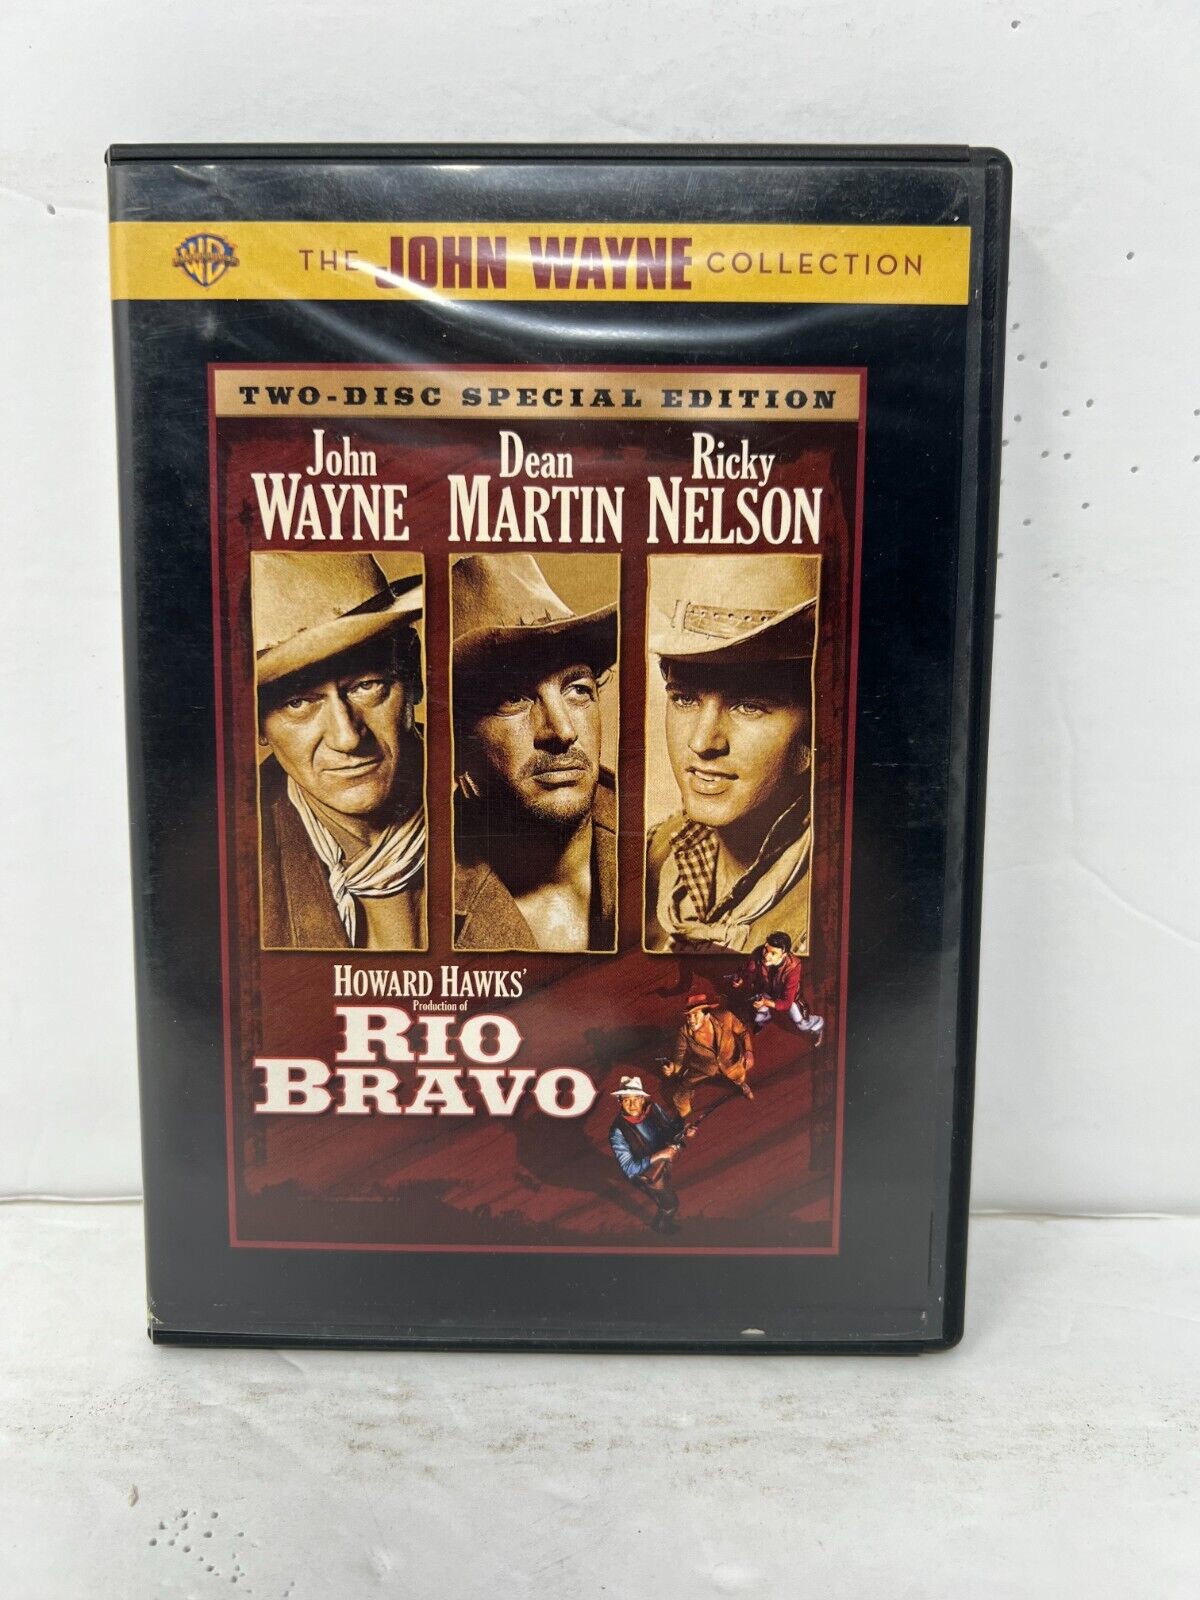 WB
THE JOHN WAYNE COLLECTION
TWO-DISC SPECIAL EDITION
John WAYNE
Dean MARTIN
Ricky NELSON
HOWARD HAWKS'
Production of
RIO
BRAVO